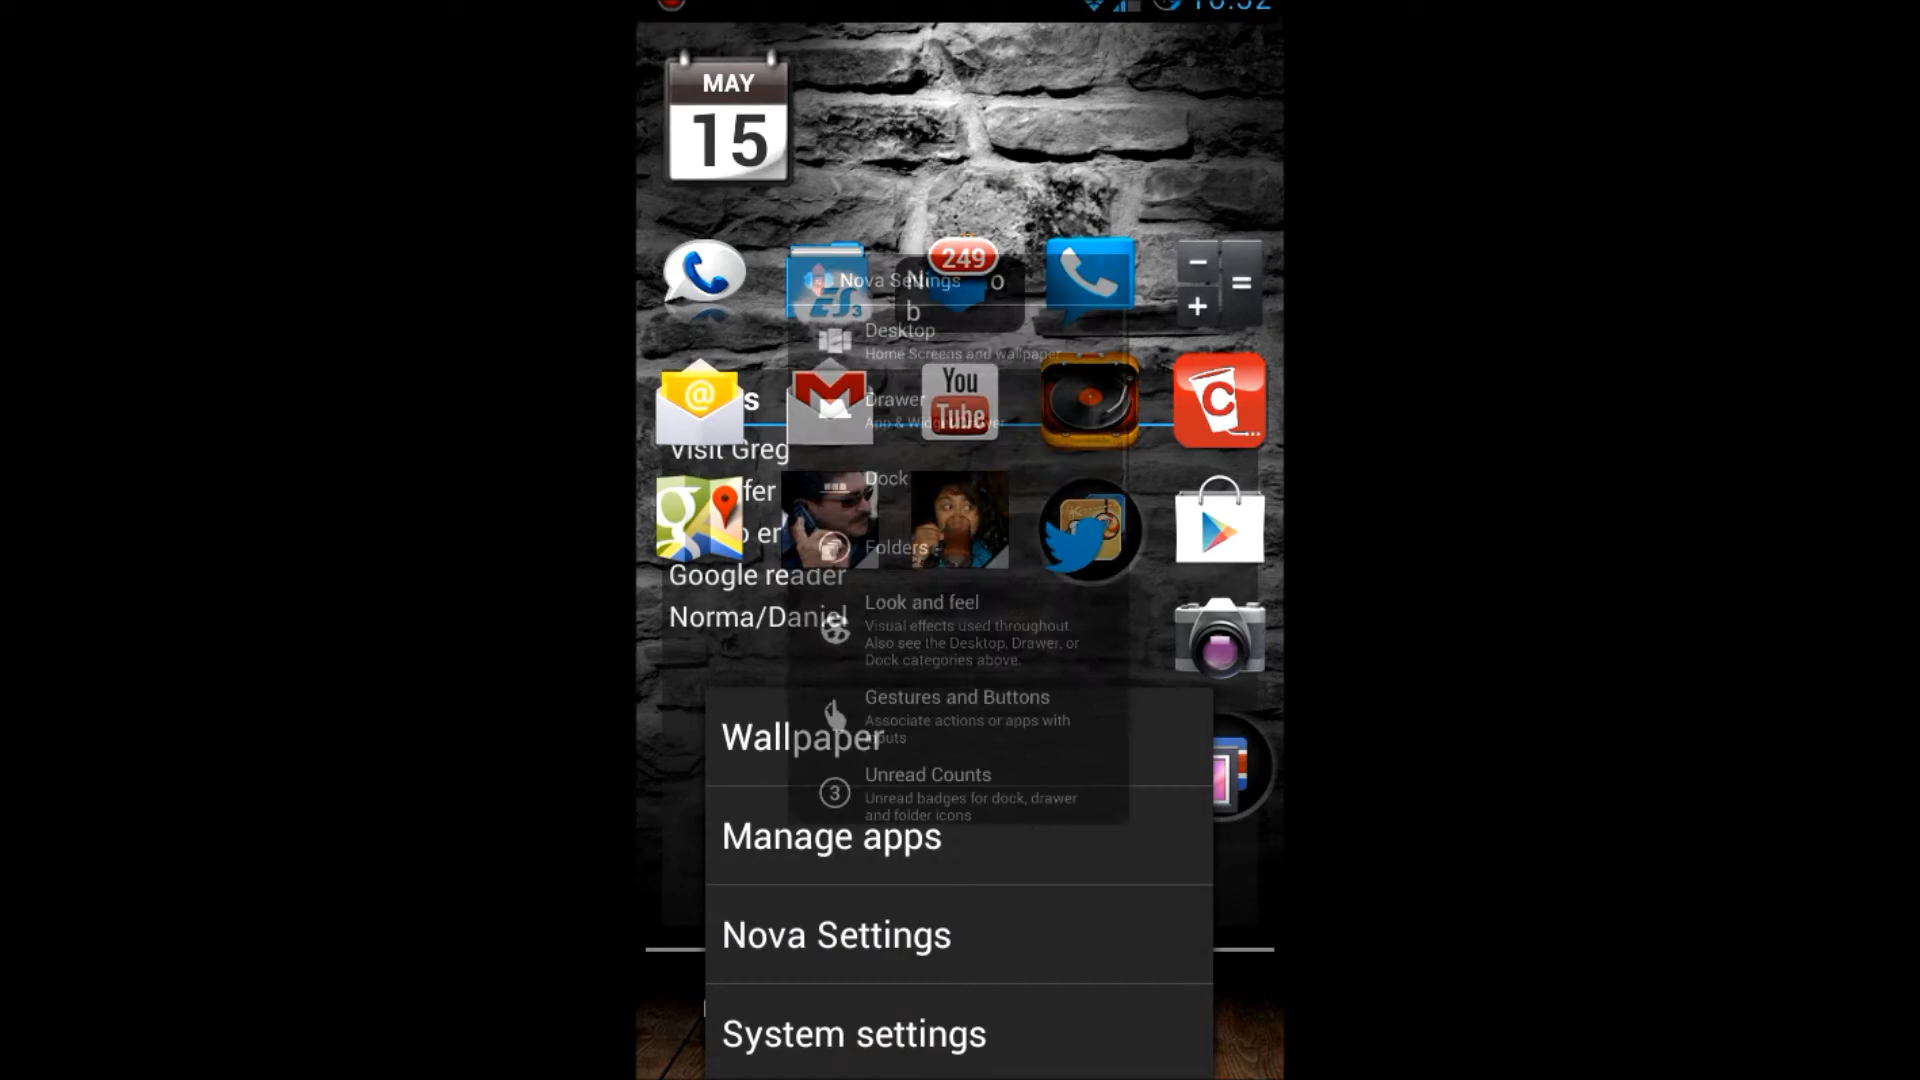 MAY
15
249
Nova Settings
Desktop
Home Screens and wallpaper
You
Tube
Drawer
C
Visit Greg
Dock
Folders
Google reader
Norma/Daniel
Look and feel
Visual effects used throughout.
Also see the Desktop, Drawer, or
Dock categories above.
Gestures and Buttons
Associate actions or apps with
inputs
Wallpaper
3
Unread Counts
Unread badges for dock, drawer
and folder icons
Manage apps
Nova Settings
System settings